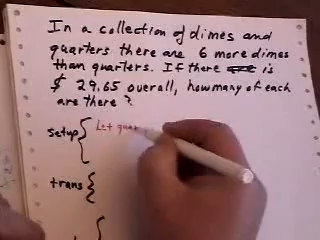 In a collection of dimes and
quarters there are 6 more dimes
than quarters. If there is
$ 29.65 overall, how many of each
are there?
setup { Let quar
trans {